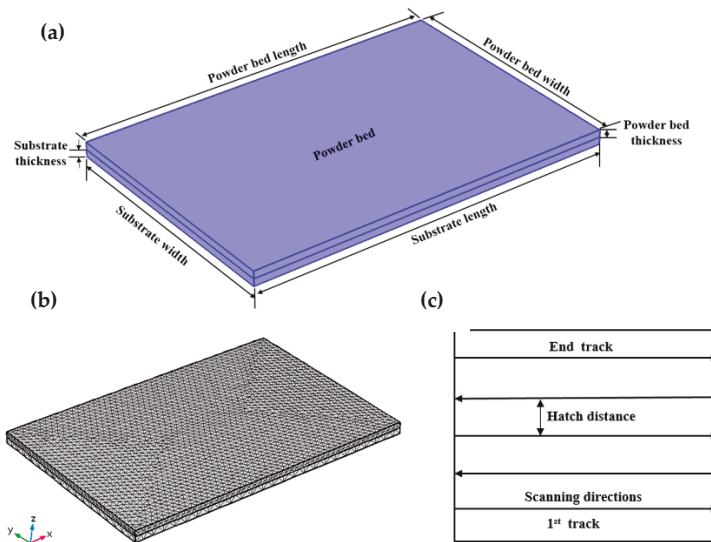 (a)
Powder bed length
Powder bed width
Powder bed
Powder bed
thickness
Substrate
thickness
Substrate width
Substrate length
(b)
z
y
x
(c)
End track
Hatch distance
Scanning directions
1st track